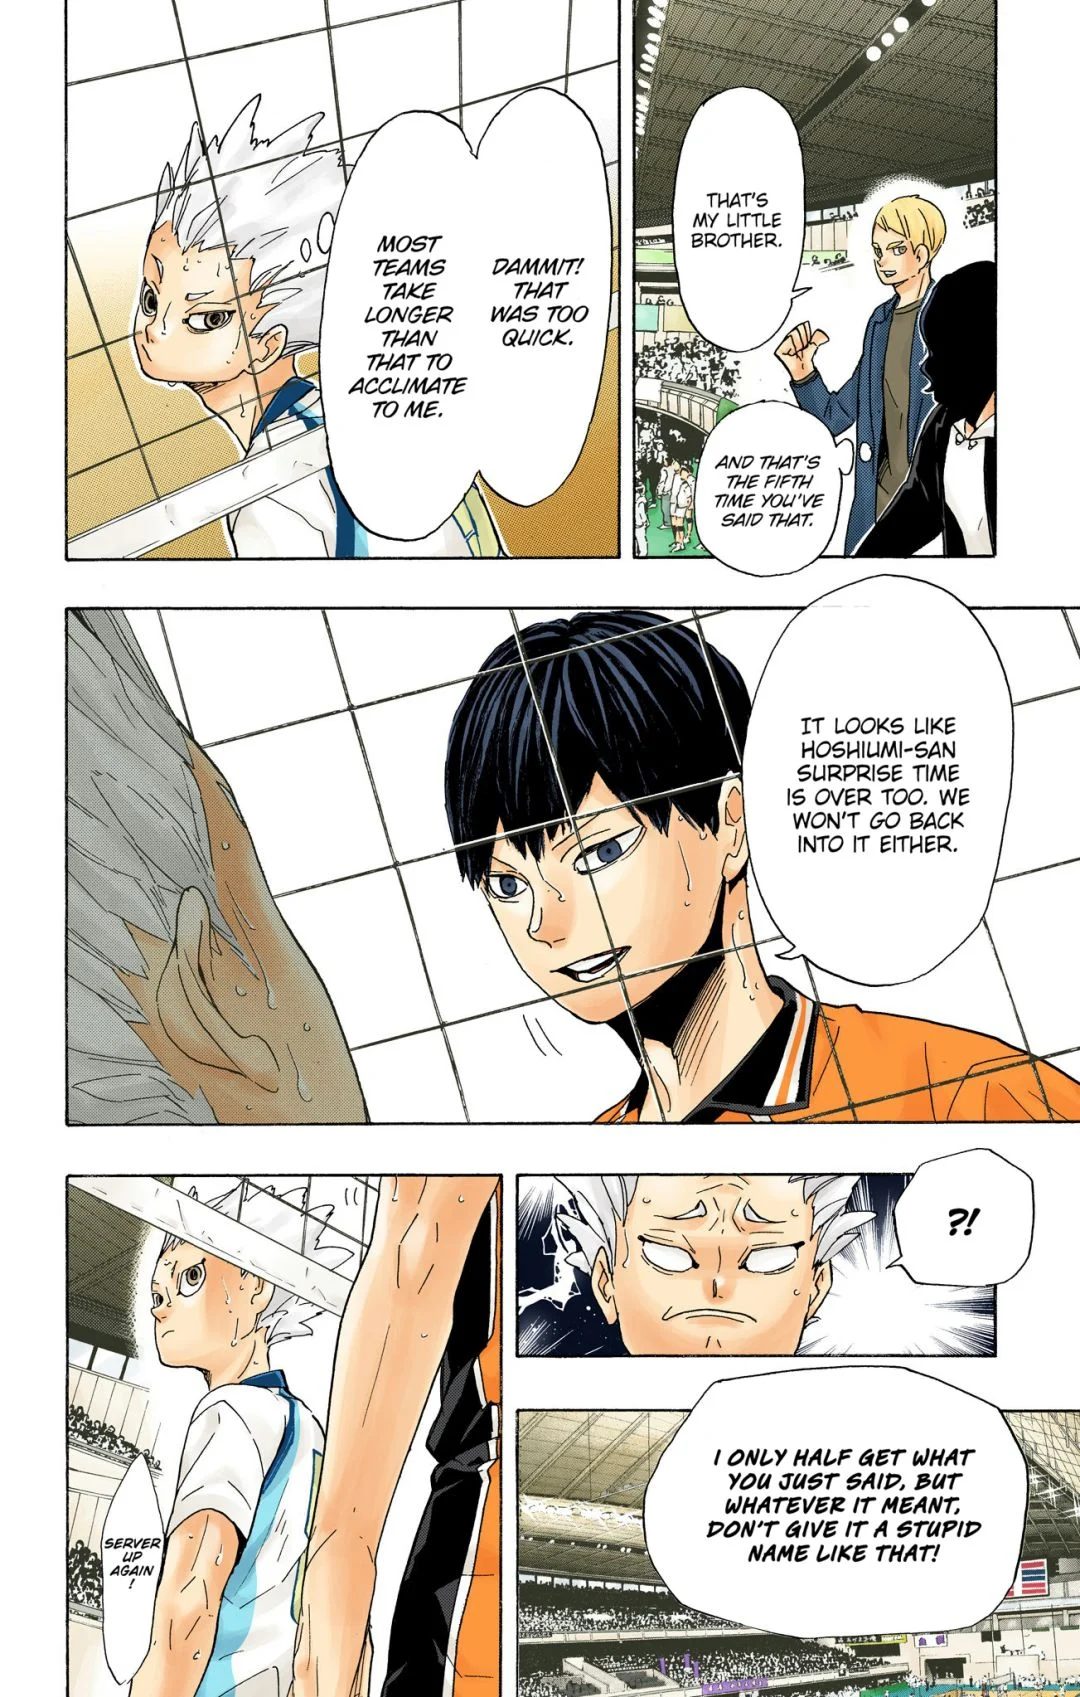 THAT'S
MY LITTLE
BROTHER.
AND THAT'S
THE FIFTH
TIME YOU'VE
SAID THAT.
DAMMIT!
THAT
WAS TOO
QUICK.
MOST
TEAMS
TAKE
LONGER
THAN
THAT TO
ACCLIMATE
TO ME.
IT LOOKS LIKE
HOSHIUMI-SAN
SURPRISE TIME
IS OVER TOO. WE
WON'T GO BACK
INTO IT EITHER.
?!
I ONLY HALF GET WHAT
YOU JUST SAID, BUT
WHATEVER IT MEANT,
DON'T GIVE IT A STUPID
NAME LIKE THAT!
SERVER
UP
AGAIN
!